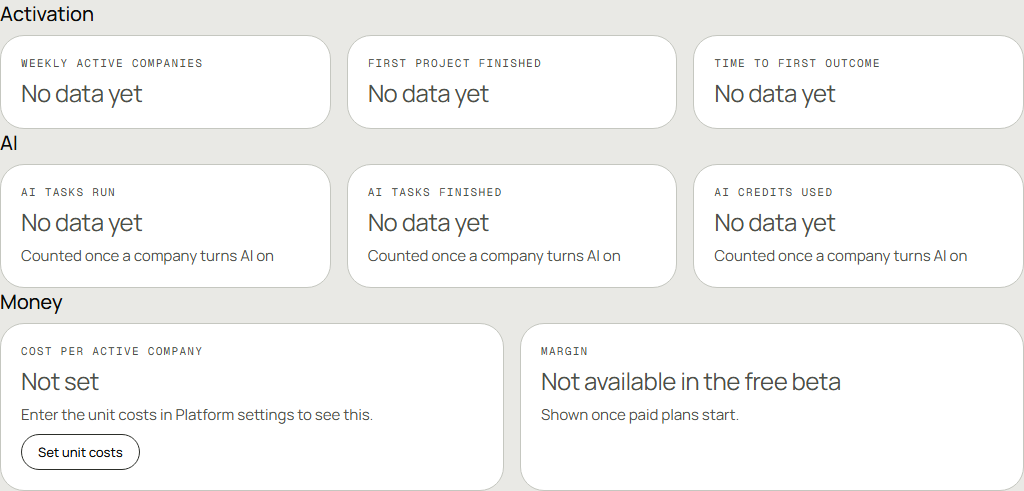 Activation
WEEKLY ACTIVE COMPANIES
No data yet
FIRST PROJECT FINISHED
No data yet
TIME TO FIRST OUTCOME
No data yet
AI
AI TASKS RUN
No data yet
Counted once a company turns AI on
AI TASKS FINISHED
No data yet
Counted once a company turns AI on
AI CREDITS USED
No data yet
Counted once a company turns AI on
Money
COST PER ACTIVE COMPANY
Not set
Enter the unit costs in Platform settings to see this.
Set unit costs
MARGIN
Not available in the free beta
Shown once paid plans start.